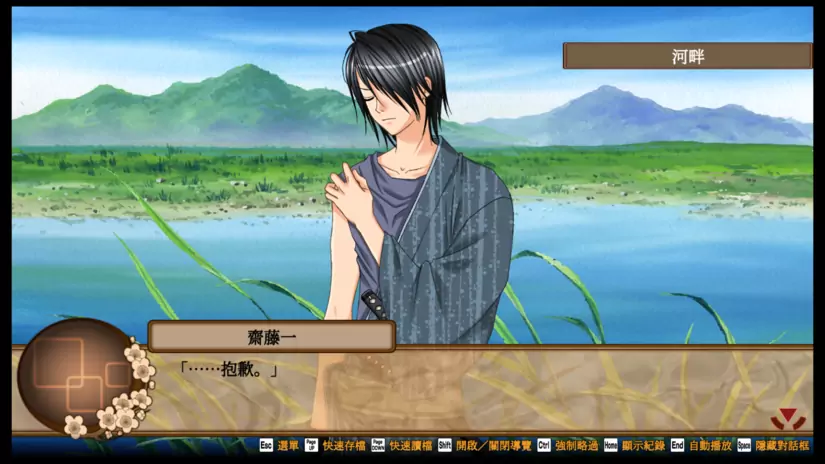 河畔
齋藤一
「……抱歉。」
Esc 選單 Page UP 快速存檔 Page DOWN 快速讀檔 Shift 開啟／關閉導覽 Ctrl 強制略過 Home 顯示紀錄 End 自動播放 Space 隱藏對話框